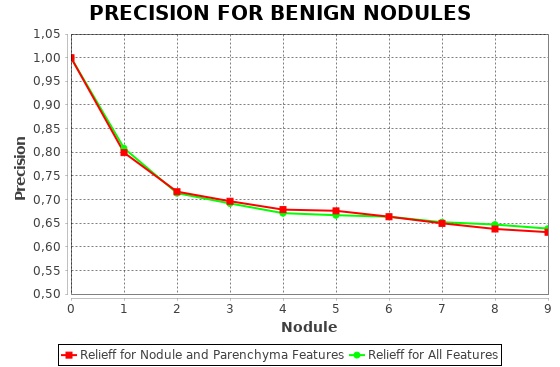 PRECISION FOR BENIGN NODULES
1,05
1,00
0,95
0,90
0,85
0,80
0,75
0,70
0,65
0,60
0,55
0,50
Precision
0 1 2 3 4 5 6 7 8 9
Nodule
Relieff for Nodule and Parenchyma Features Relieff for All Features